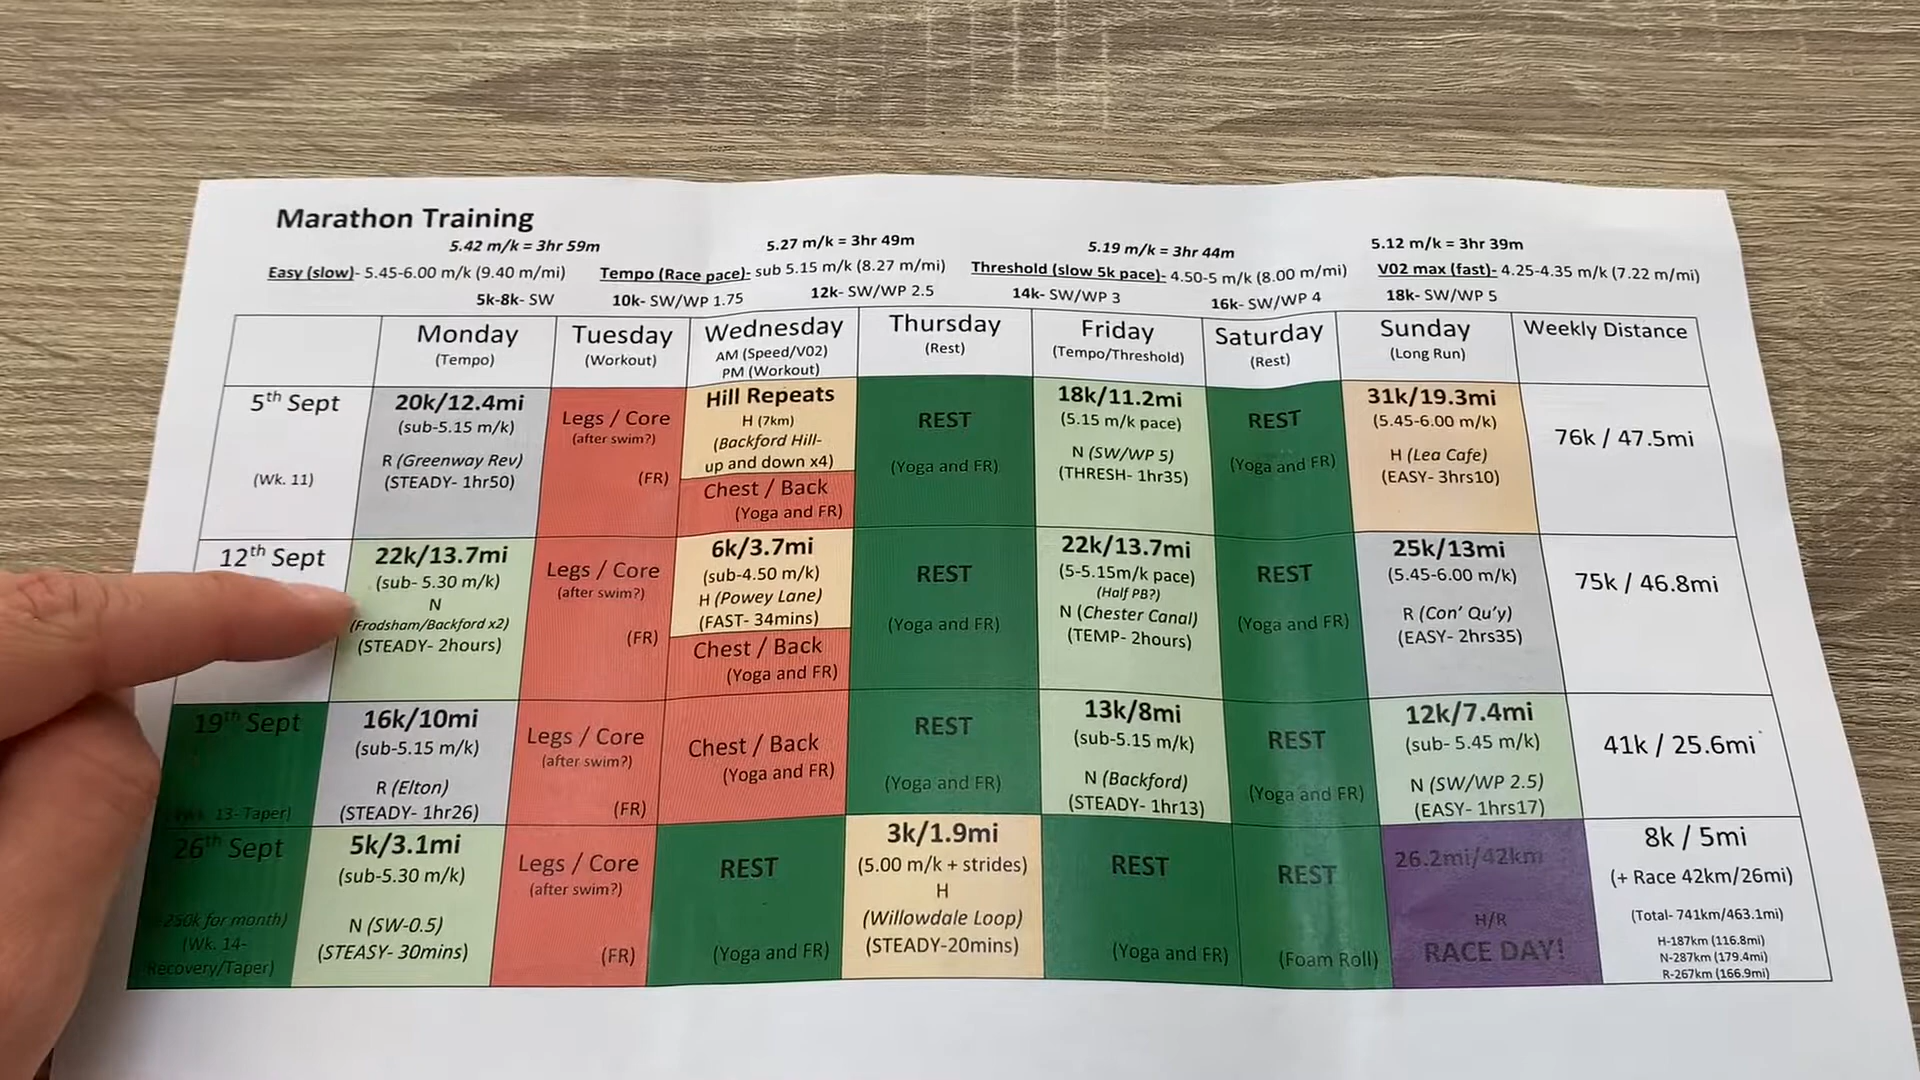 Marathon Training
5.42 m/k = 3hr 59m 5.27 m/k = 3hr 49m 5.19 m/k = 3hr 44m 5.12 m/k = 3hr 39m
Easy (slow)- 5.45-6.00 m/k (9.40 m/mi) Tempo (Race pace)- sub 5.15 m/k (8.27 m/mi) Threshold (slow 5k pace)- 4.50-5 m/k (8.00 m/mi) V02 max (fast)- 4.25-4.35 m/k (7.22 m/mi)
5k-8k- SW 10k- SW/WP 1.75 12k- SW/WP 2.5 14k- SW/WP 3 16k- SW/WP 4 18k- SW/WP 5
Monday
(Tempo)
Tuesday
(Workout)
Wednesday
AM (Speed/V02)
PM (Workout)
Thursday
(Rest)
Friday
(Tempo/Threshold)
Saturday
(Rest)
Sunday
(Long Run)
Weekly Distance
5th Sept
(Wk. 11)
20k/12.4mi
(sub-5.15 m/k)
R (Greenway Rev)
(STEADY- 1hr50)
Legs / Core
(after swim?)
(FR)
Hill Repeats
H (7km)
(Backford Hill-
up and down x4)
Chest / Back
(Yoga and FR)
REST
(Yoga and FR)
18k/11.2mi
(5.15 m/k pace)
N (SW/WP 5)
(THRESH- 1hr35)
REST
(Yoga and FR)
31k/19.3mi
(5.45-6.00 m/k)
H (Lea Cafe)
(EASY- 3hrs10)
76k / 47.5mi
12th Sept
22k/13.7mi
(sub- 5.30 m/k)
N
(Frodsham/Backford x2)
(STEADY- 2hours)
Legs / Core
(after swim?)
(FR)
6k/3.7mi
(sub-4.50 m/k)
H (Powey Lane)
(FAST- 34mins)
Chest / Back
(Yoga and FR)
REST
(Yoga and FR)
22k/13.7mi
(5-5.15m/k pace)
(Half PB?)
N (Chester Canal)
(TEMP- 2hours)
REST
(Yoga and FR)
25k/13mi
(5.45-6.00 m/k)
R (Con' Qu'y)
(EASY- 2hrs35)
75k / 46.8mi
19th Sept
(Wk. 13- Taper)
16k/10mi
(sub-5.15 m/k)
R (Elton)
(STEADY- 1hr26)
Legs / Core
(after swim?)
(FR)
Chest / Back
(Yoga and FR)
REST
(Yoga and FR)
13k/8mi
(sub-5.15 m/k)
N (Backford)
(STEADY- 1hr13)
REST
(Yoga and FR)
12k/7.4mi
(sub- 5.45 m/k)
N (SW/WP 2.5)
(EASY- 1hrs17)
41k / 25.6mi
26th Sept
250k for month)
(Wk. 14-
Recovery/Taper)
5k/3.1mi
(sub-5.30 m/k)
N (SW-0.5)
(STEASY- 30mins)
Legs / Core
(after swim?)
(FR)
REST
(Yoga and FR)
3k/1.9mi
(5.00 m/k + strides)
H
(Willowdale Loop)
(STEADY-20mins)
REST
(Yoga and FR)
REST
(Foam Roll)
26.2mi/42km
H/R
RACE DAY!
8k / 5mi
(+ Race 42km/26mi)
(Total- 741km/463.1mi)
H-187km (116.8mi)
N-287km (179.4mi)
R-267km (166.9mi)